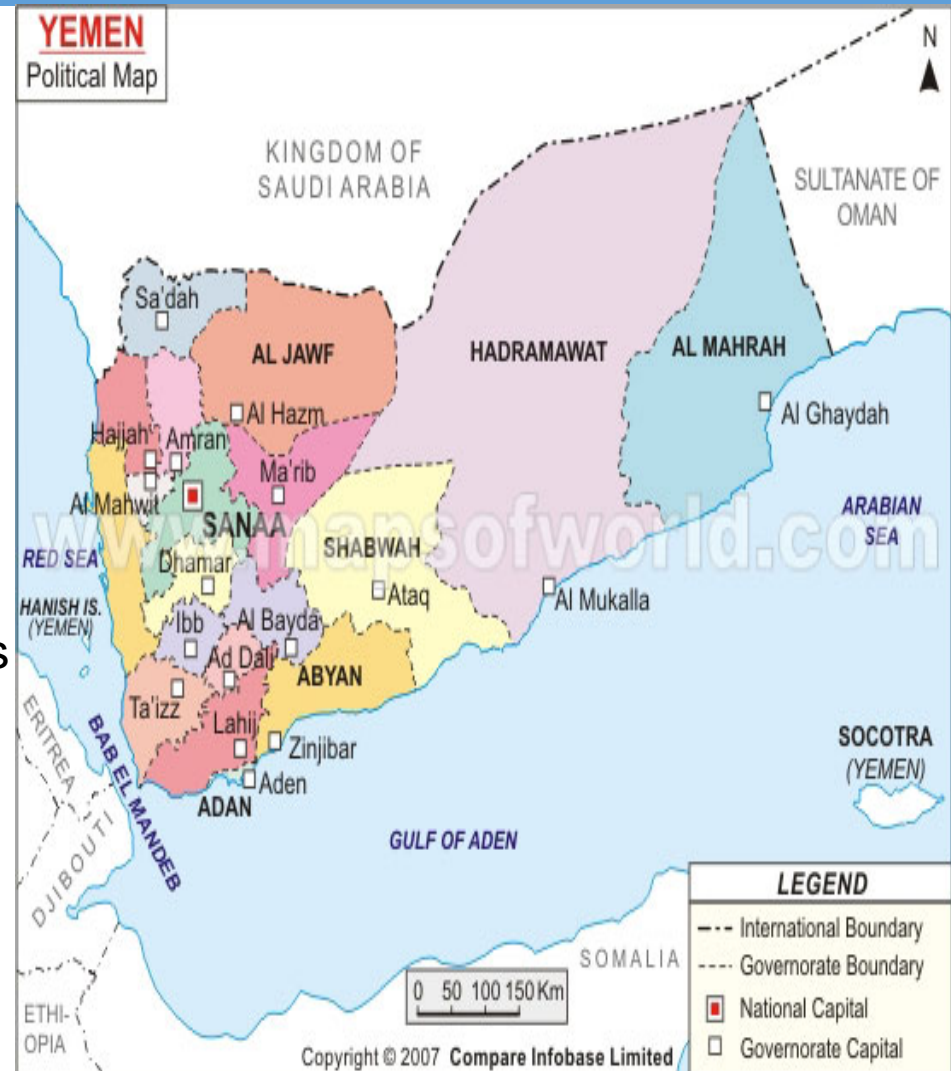 YEMEN
Political Map
N
KINGDOM OF
SAUDI ARABIA
SULTANATE OF
OMAN
Sa'dah
AL JAWF
HADRAMAWAT
AL MAHRAH
Al Hazm
Al Ghaydah
Hajjah
Amran
Ma'rib
Al Mahwit
SANAA
www.mapsofworld.com
ARABIAN
SEA
RED SEA
SHABWAH
Dhamar
Ataq
Al Mukalla
HANISH IS.
(YEMEN)
Ibb
Al Bayda
s
Ad Dali
ABYAN
Ta'izz
Lahij
Zinjibar
Aden
ADAN
ERITREA
BAB EL MANDEB
DJIBOUTI
SOCOTRA
(YEMEN)
GULF OF ADEN
SOMALIA
ETHI-
OPIA
0 50 100 150 Km
LEGEND
International Boundary
Governorate Boundary
National Capital
Governorate Capital
Copyright © 2007 Compare Infobase Limited